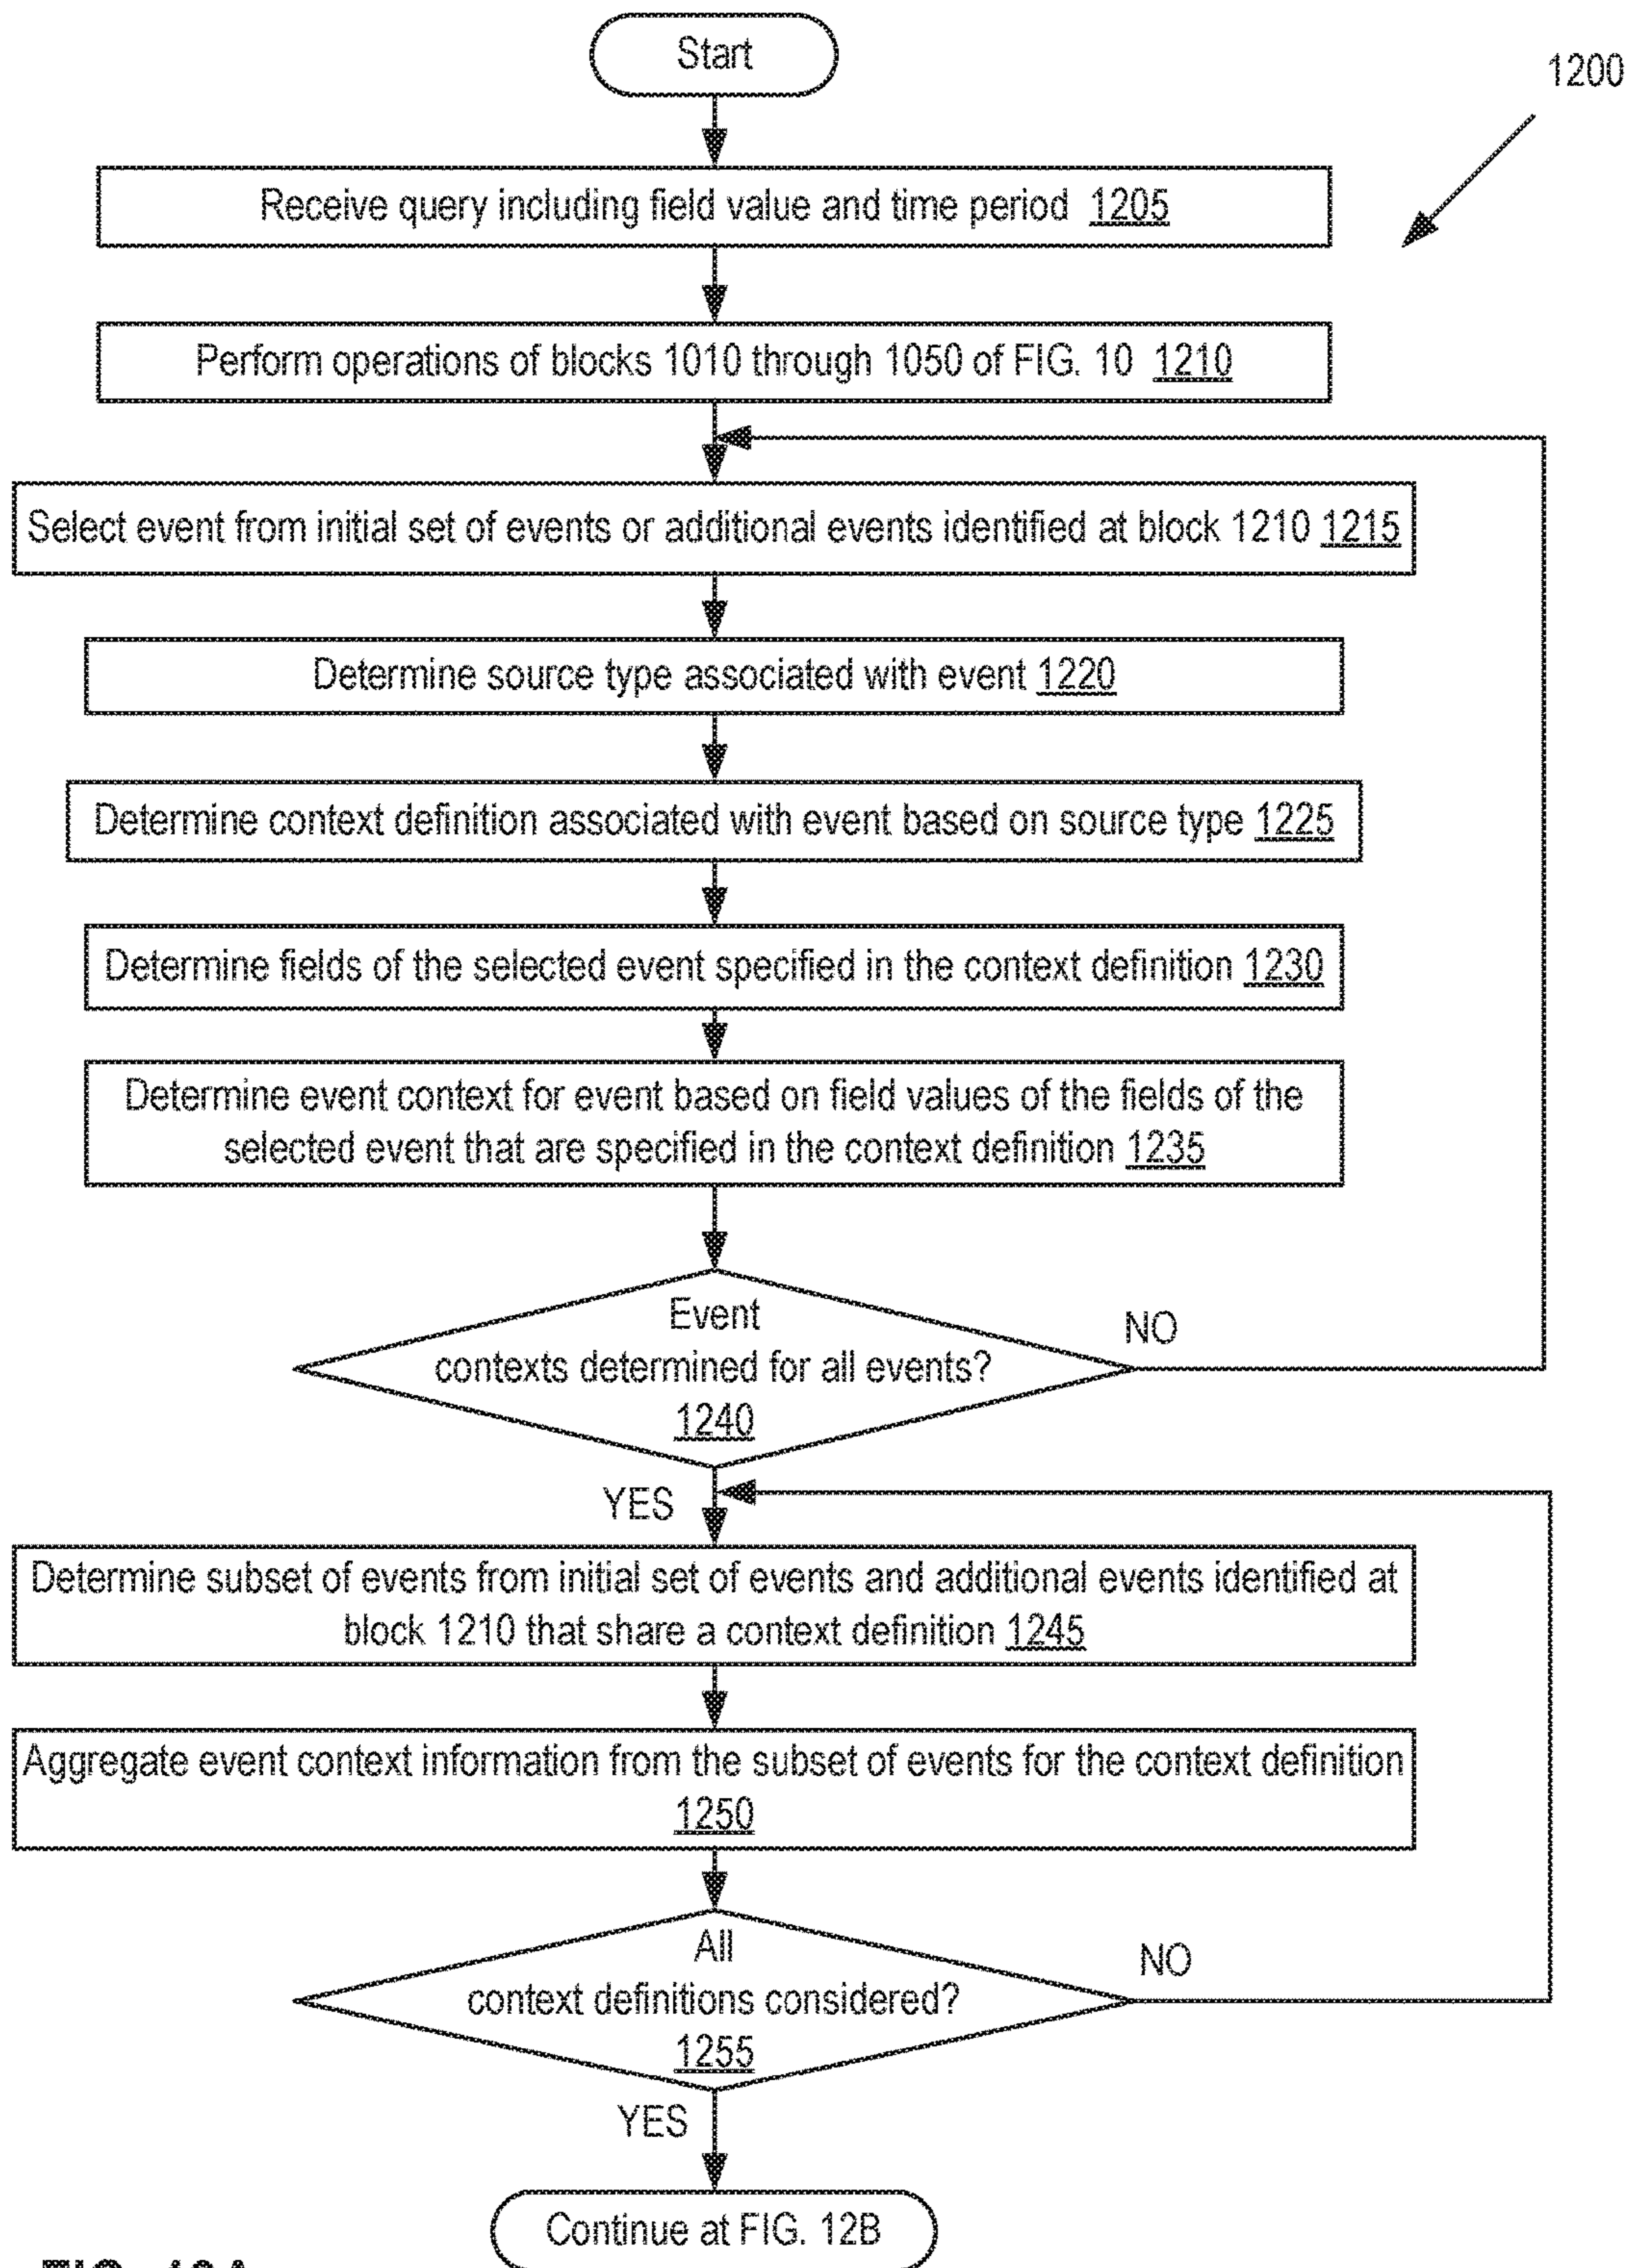 Start
1200
Receive query including field value and time period 1205
Perform operations of blocks 1010 through 1050 of FIG. 10 1210
Select event from initial set of events or additional events identified at block 1210 1215
Determine source type associated with event 1220
Determine context definition associated with event based on source type 1225
Determine fields of the selected event specified in the context definition 1230
Determine event context for event based on field values of the fields of the
selected event that are specified in the context definition 1235
Event
contexts determined for all events?
1240
NO
YES
Determine subset of events from initial set of events and additional events identified at
block 1210 that share a context definition 1245
Aggregate event context information from the subset of events for the context definition
1250
All
context definitions considered?
1255
NO
YES
Continue at FIG. 12B